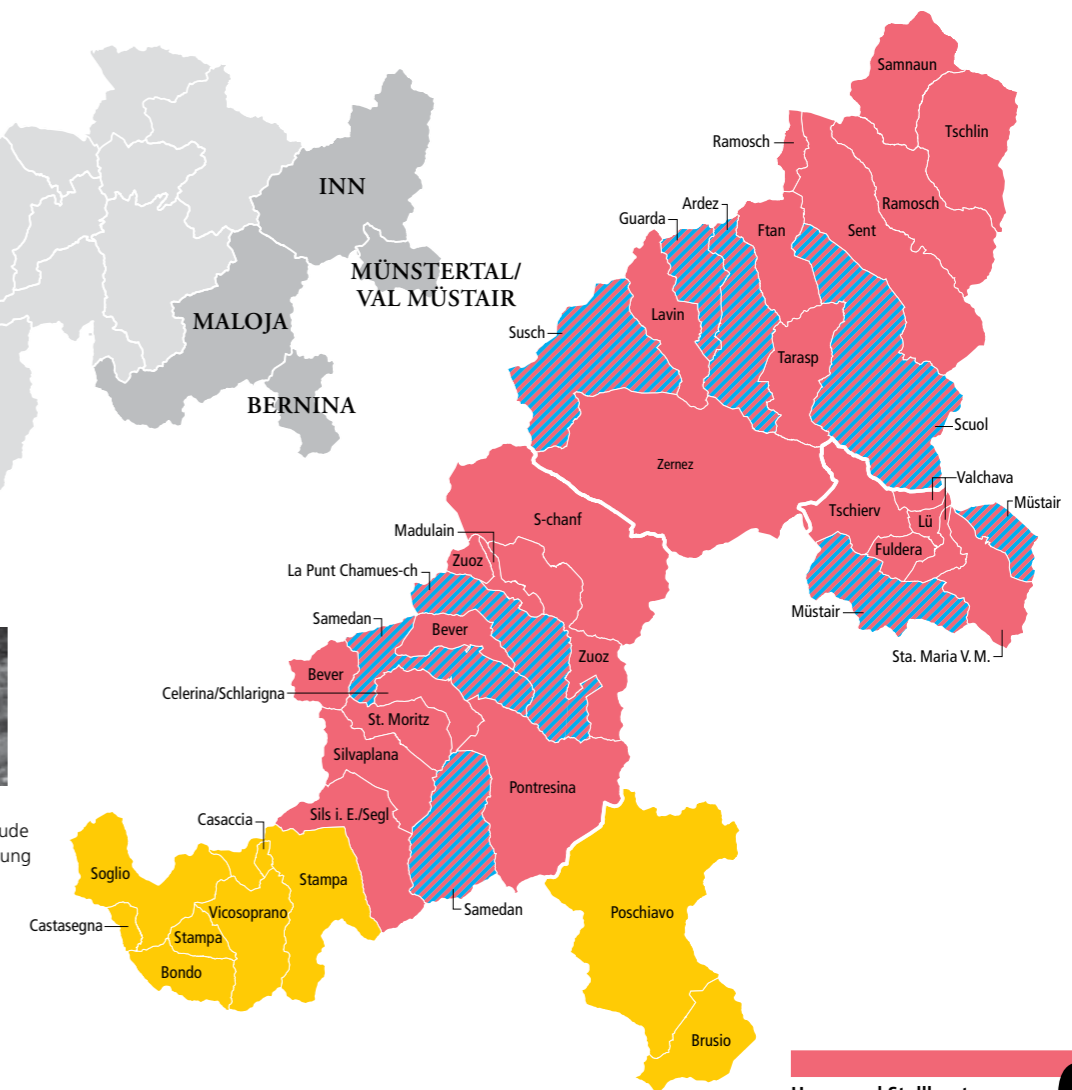 INN
MÜNSTERTAL/
VAL MÜSTAIR
MALOJA
BERNINA
Samnaun
Tschlin
Ramosch
Ramosch
Ardez
Guarda
Ftan
Sent
Lavin
Susch
Tarasp
Scuol
Zernez
Valchava
Müstair
Tschierv
Lü
S-chanf
Madulain
Fuldera
Zuoz
La Punt Chamues-ch
Müstair
Samedan
Bever
Zuoz
Sta. Maria V. M.
Bever
Celerina/Schlarigna
St. Moritz
Silvaplana
Pontresina
Sils i. E./Segl
Casaccia
ude
ung
Soglio
Stampa
Vicosoprano
Samedan
Poschiavo
Castasegna
Stampa
Bondo
Brusio